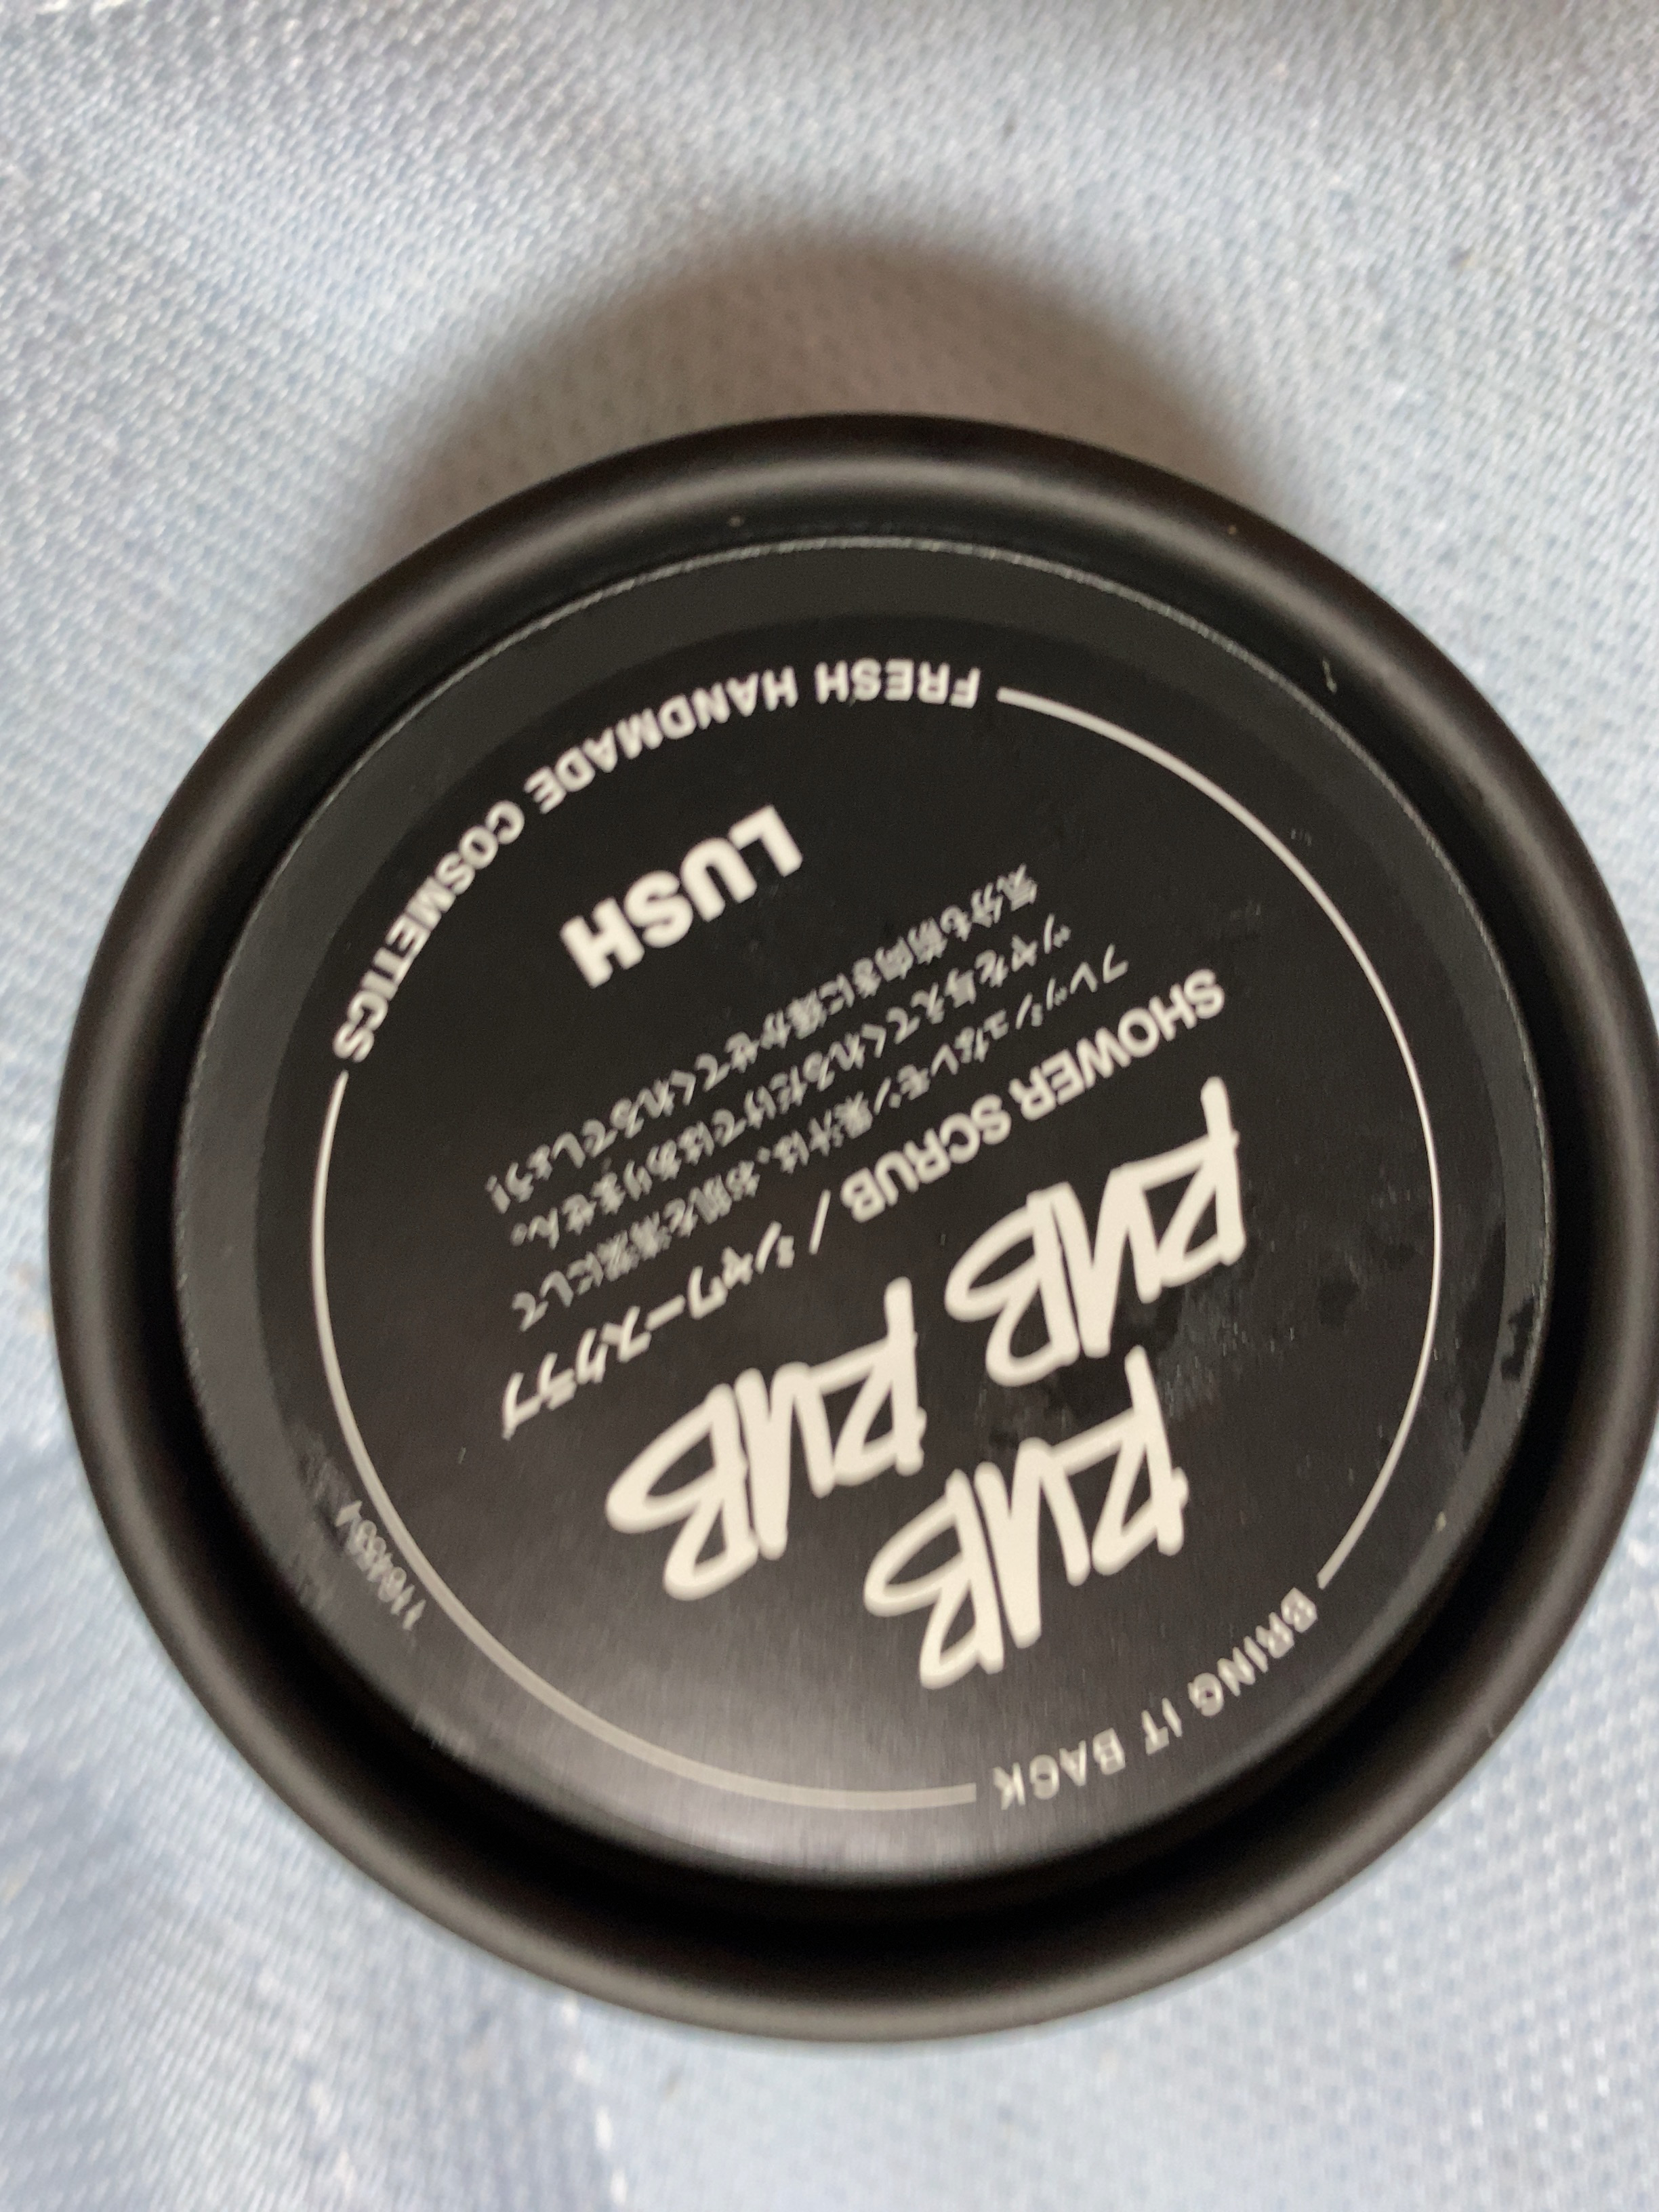 BRING IT BACK
RUB RUB
RUB RUB
SHOWER SCRUB / シャワースクラブ
フレッシュなレモン果汁は、お肌を清潔にして
ツヤを与えてくれるだけではありません。
気分も前向きに輝かせてくれるでしょう!
LUSH
FRESH HANDMADE COSMETICS